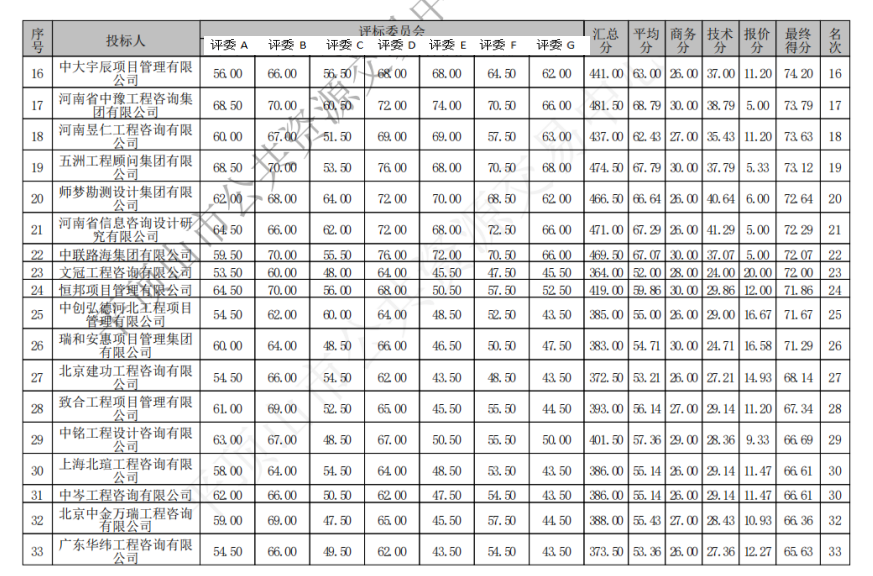 序号 投标人 评标委员会 汇总分 平均分 商务分 技术分 报价分 最终得分 名次
评委 A 评委 B 评委 C 评委 D 评委 E 评委 F 评委 G
16 中大宇辰项目管理有限公司 56.00 66.00 56.50 68.00 68.00 64.50 62.00 441.00 63.00 26.00 37.00 11.20 74.20 16
17 河南省中豫工程咨询集团有限公司 68.50 70.00 60.50 72.00 74.00 70.50 66.00 481.50 68.79 30.00 38.79 5.00 73.79 17
18 河南昱仁工程咨询有限公司 60.00 67.00 51.50 69.00 69.00 57.50 63.00 437.00 62.43 27.00 35.43 11.20 73.63 18
19 五洲工程顾问集团有限公司 68.50 70.00 53.50 76.00 68.00 70.50 68.00 474.50 67.79 30.00 37.79 5.33 73.12 19
20 师梦勘测设计集团有限公司 62.00 68.00 64.00 72.00 70.00 68.50 62.00 466.50 66.64 26.00 40.64 6.00 72.64 20
21 河南省信息咨询设计研究有限公司 64.50 66.00 62.00 72.00 68.00 72.50 66.00 471.00 67.29 26.00 41.29 5.00 72.29 21
22 中联路海集团有限公司 59.50 70.00 55.50 76.00 72.00 70.50 66.00 469.50 67.07 30.00 37.07 5.00 72.07 22
23 文冠工程咨询有限公司 53.50 60.00 48.00 64.00 45.50 47.50 45.50 364.00 52.00 28.00 24.00 20.00 72.00 23
24 恒邦项目管理有限公司 64.50 70.00 56.00 68.00 50.50 57.50 52.50 419.00 59.86 30.00 29.86 12.00 71.86 24
25 中创弘德河北工程项目管理有限公司 54.50 62.00 60.00 64.00 48.50 52.50 43.50 385.00 55.00 26.00 29.00 16.67 71.67 25
26 瑞和安惠项目管理集团有限公司 60.00 64.00 48.50 66.00 46.50 50.50 47.50 383.00 54.71 30.00 24.71 16.58 71.29 26
27 北京建功工程咨询有限公司 54.50 66.00 54.50 62.00 43.50 48.50 43.50 372.50 53.21 26.00 27.21 14.93 68.14 27
28 致合工程项目管理有限公司 61.00 69.00 52.50 65.00 45.50 55.50 44.50 393.00 56.14 27.00 29.14 11.20 67.34 28
29 中铭工程设计咨询有限公司 63.00 67.00 48.50 67.00 50.50 55.50 50.00 401.50 57.36 29.00 28.36 9.33 66.69 29
30 上海北瑄工程咨询有限公司 58.00 64.00 54.50 64.00 48.50 53.50 43.50 386.00 55.14 26.00 29.14 11.47 66.61 30
31 中岑工程咨询有限公司 62.00 66.00 50.50 62.00 47.50 54.50 43.50 386.00 55.14 26.00 29.14 11.47 66.61 30
32 北京中金万瑞工程咨询有限公司 59.00 69.00 47.50 65.00 45.50 57.50 44.50 388.00 55.43 27.00 28.43 10.93 66.36 32
33 广东华纬工程咨询有限公司 54.50 66.00 49.50 62.00 43.50 54.50 43.50 373.50 53.36 26.00 27.36 12.27 65.63 33
平顶山市公共资源交易中
平顶山市公共资源交易中心